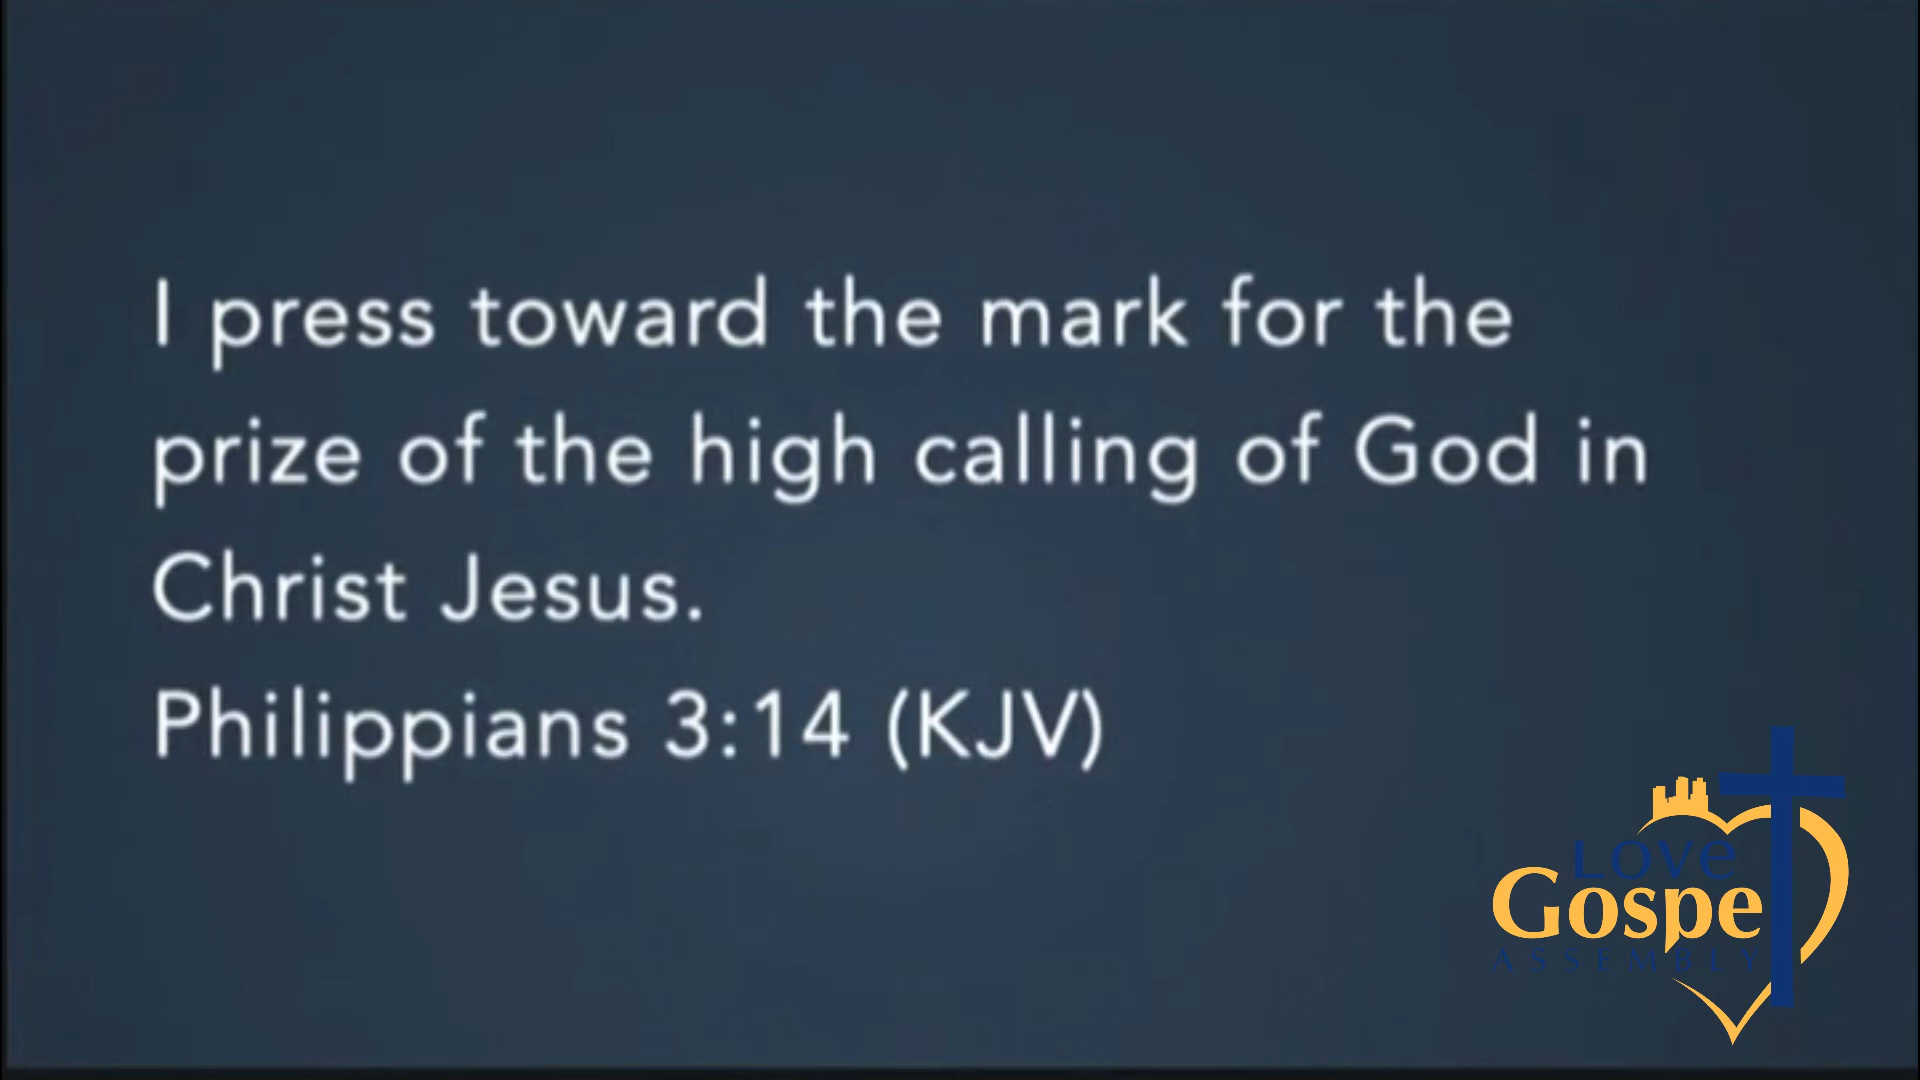 I press toward the mark for the
prize of the high calling of God in
Christ Jesus.
Philippians 3:14 (KJV)
LOVE
Gospe
ASSEMBLY